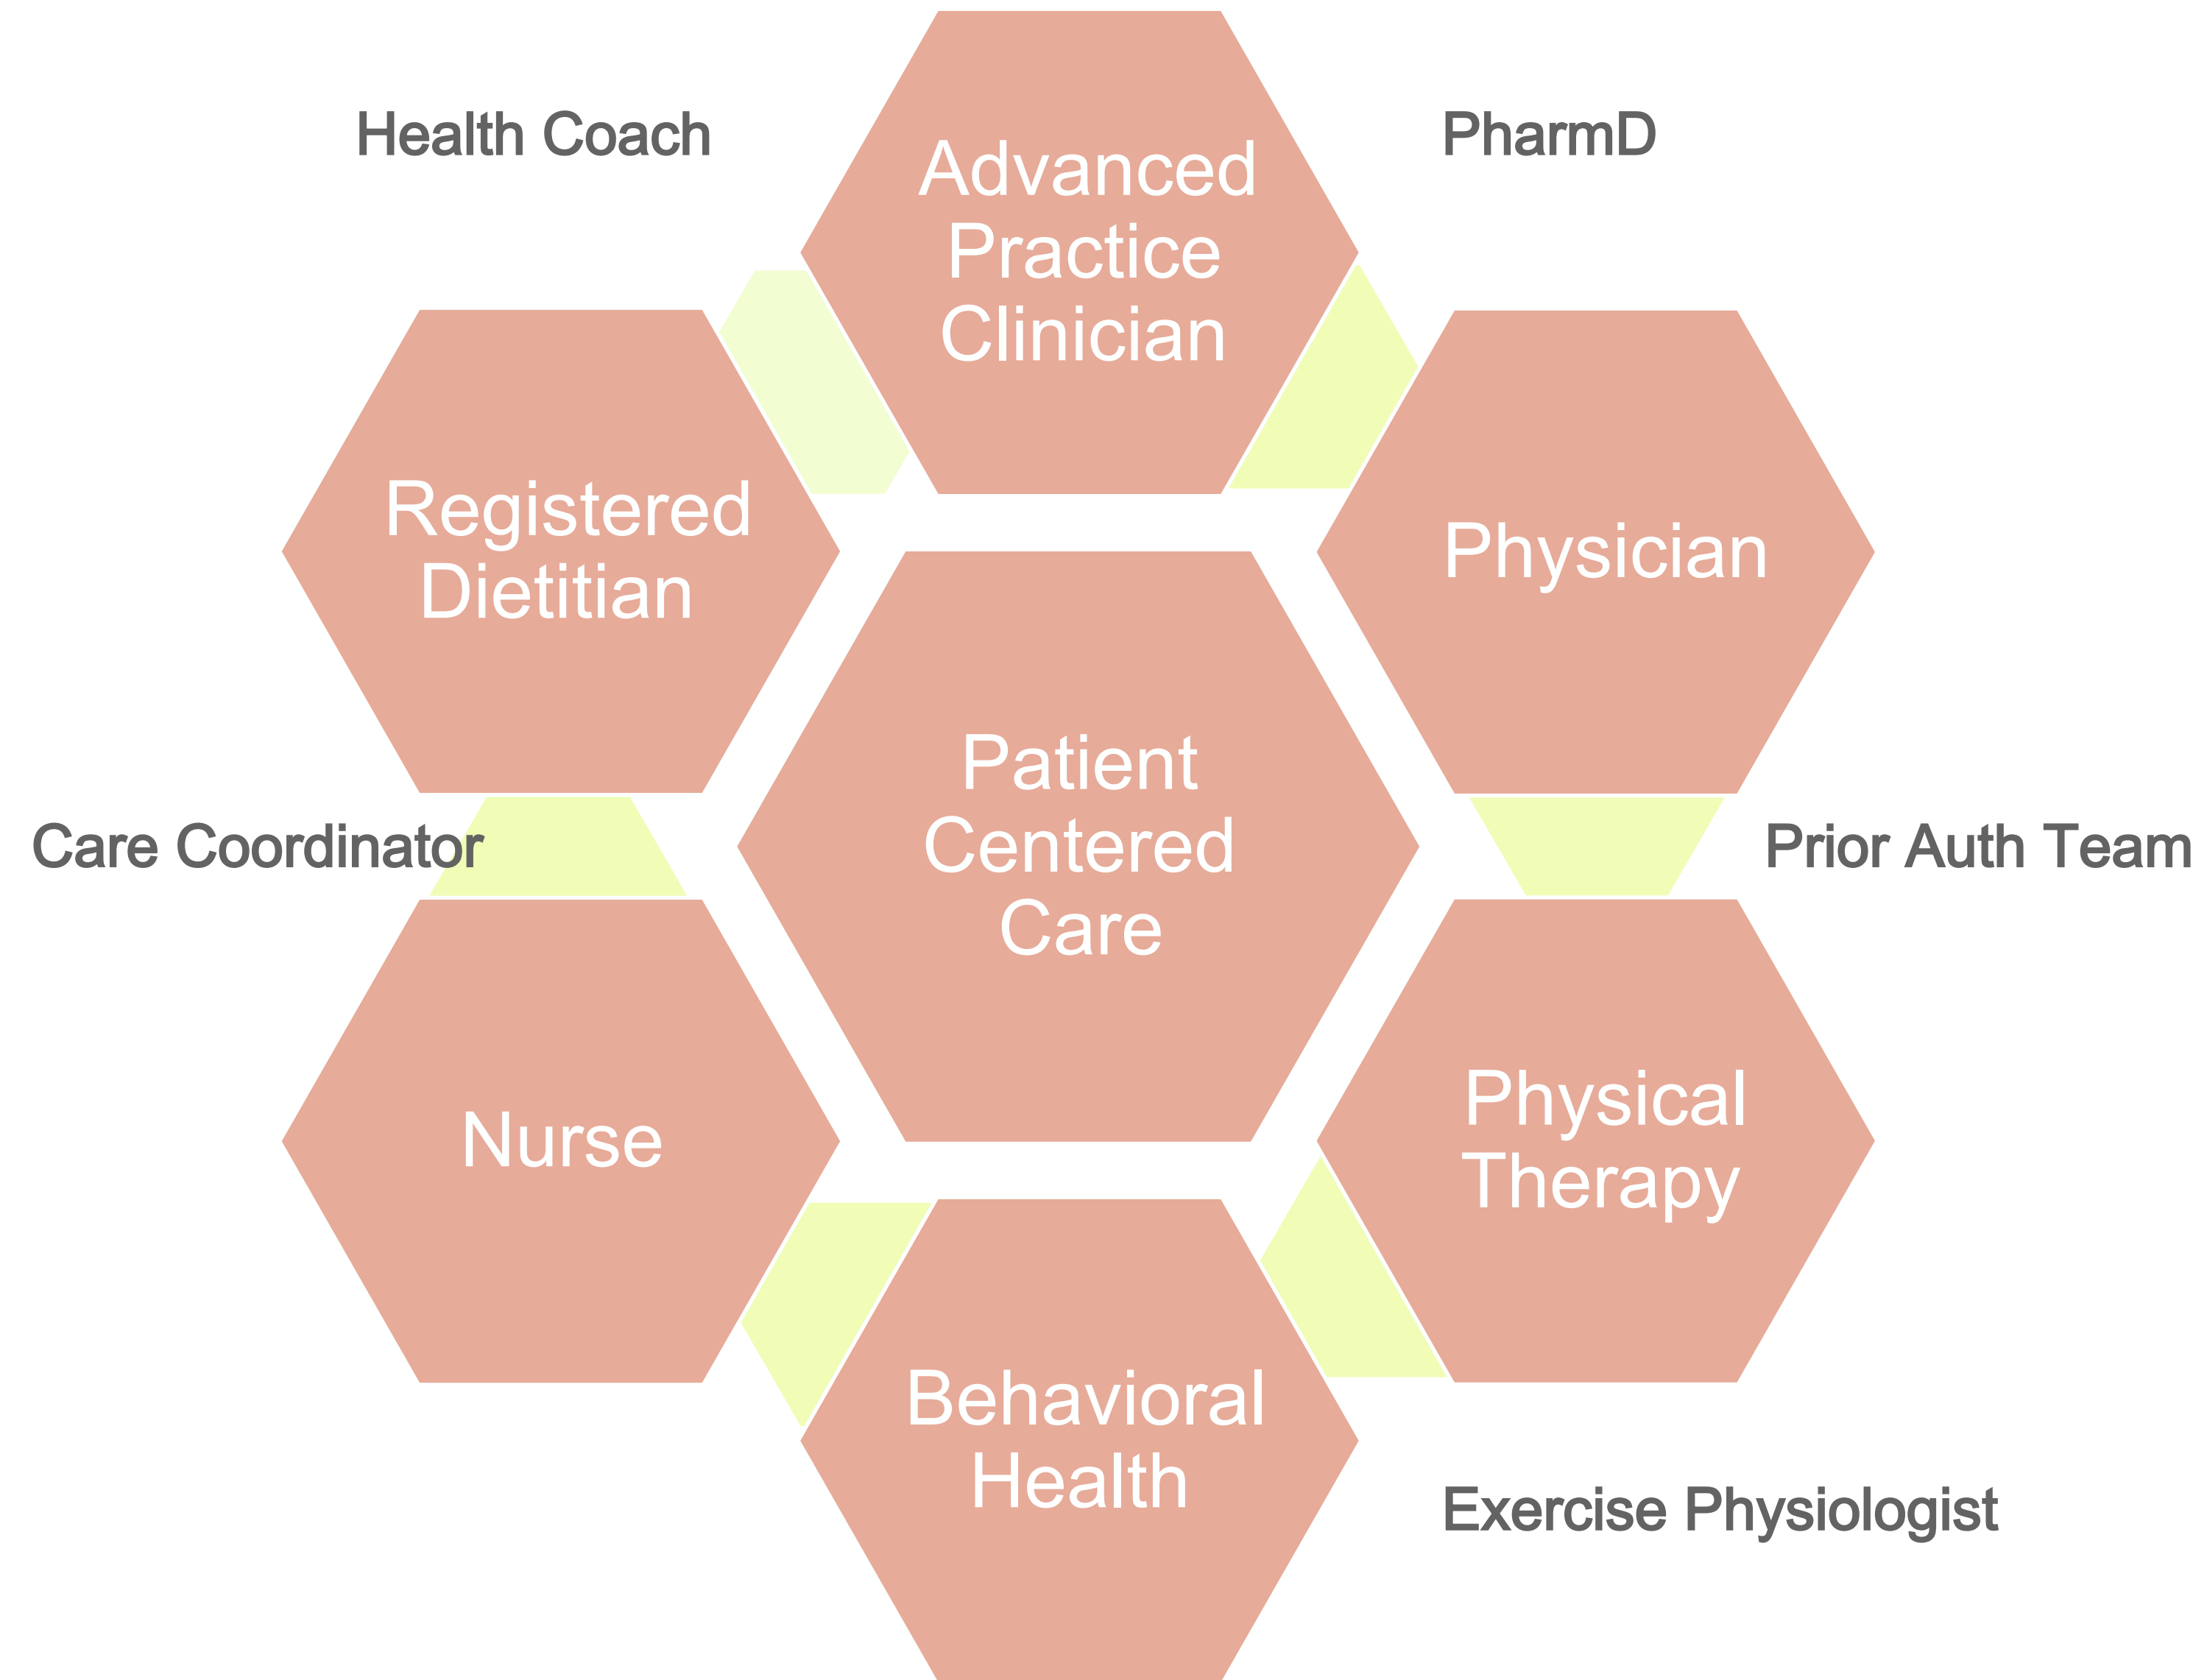 Health Coach
PharmD
Advanced
Practice
Clinician
Registered
Dietitian
Physician
Patient
Centered
Care
Care Coordinator
Prior Auth Team
Nurse
Physical
Therapy
Behavioral
Health
Exercise Physiologist